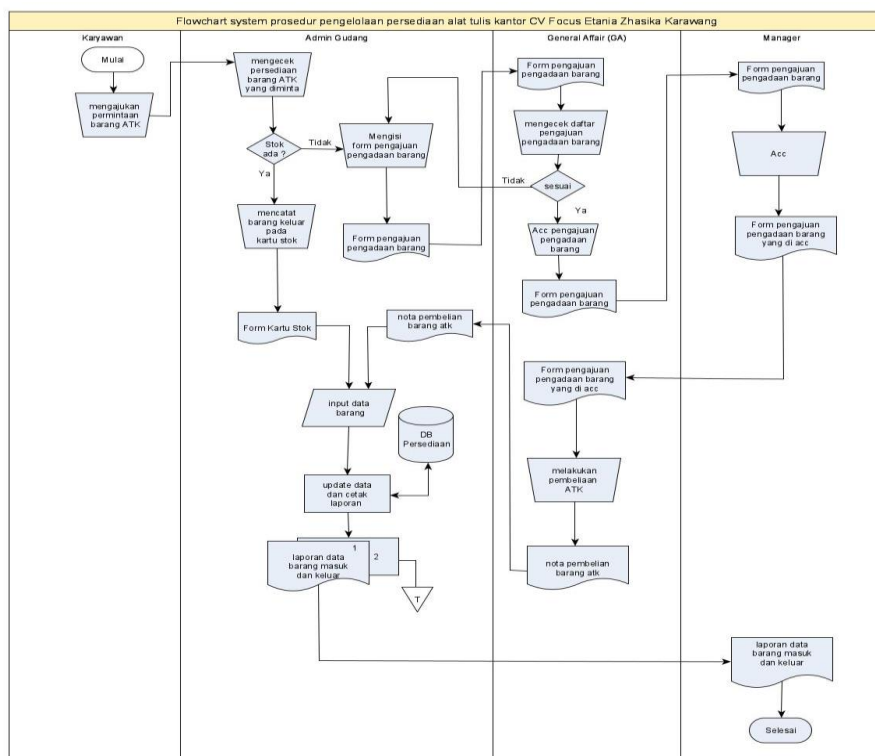 Flowchart system prosedur pengelolaan persediaan alat tulis kantor CV Focus Etania Zhasika Karawang
Karyawan
Admin Gudang
General Affair (GA)
Manager
Mulai
mengajukan
permintaan
barang ATK
mengecek
persediaan
barang ATK
yang diminta
Stok
ada ?
Tidak
Ya
Mengisi
form pengajuan
pengadaan barang
mencatat
barang keluar
pada
kartu stok
Form pengajuan
pengadaan barang
Form Kartu Stok
nota pembelian
barang atk
input data
barang
DB
Persediaan
update data
dan cetak
laporan
1
2
laporan data
barang masuk
dan keluar
T
Form pengajuan
pengadaan barang
mengecek daftar
pengajuan
pengadaan barang
Tidak
sesuai
Ya
Acc pengajuan
pengadaan
barang
Form pengajuan
pengadaan barang
Form pengajuan
pengadaan barang
yang di acc
melakukan
pembeliaan
ATK
nota pembelian
barang atk
Form pengajuan
pengadaan barang
Acc
Form pengajuan
pengadaan barang
yang di acc
laporan data
barang masuk
dan keluar
Selesai